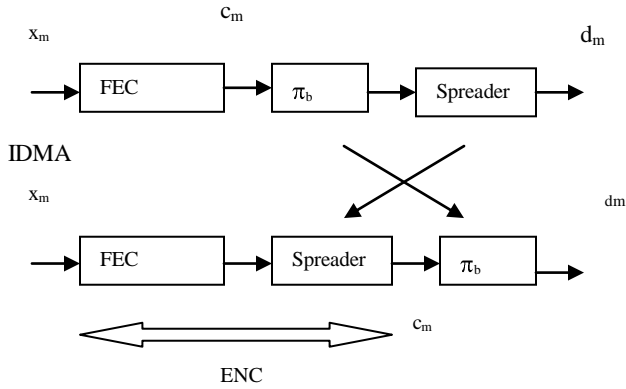 c_m
x_m d_m
FEC π_b Spreader
IDMA
x_m dm
FEC Spreader π_b
c_m
ENC